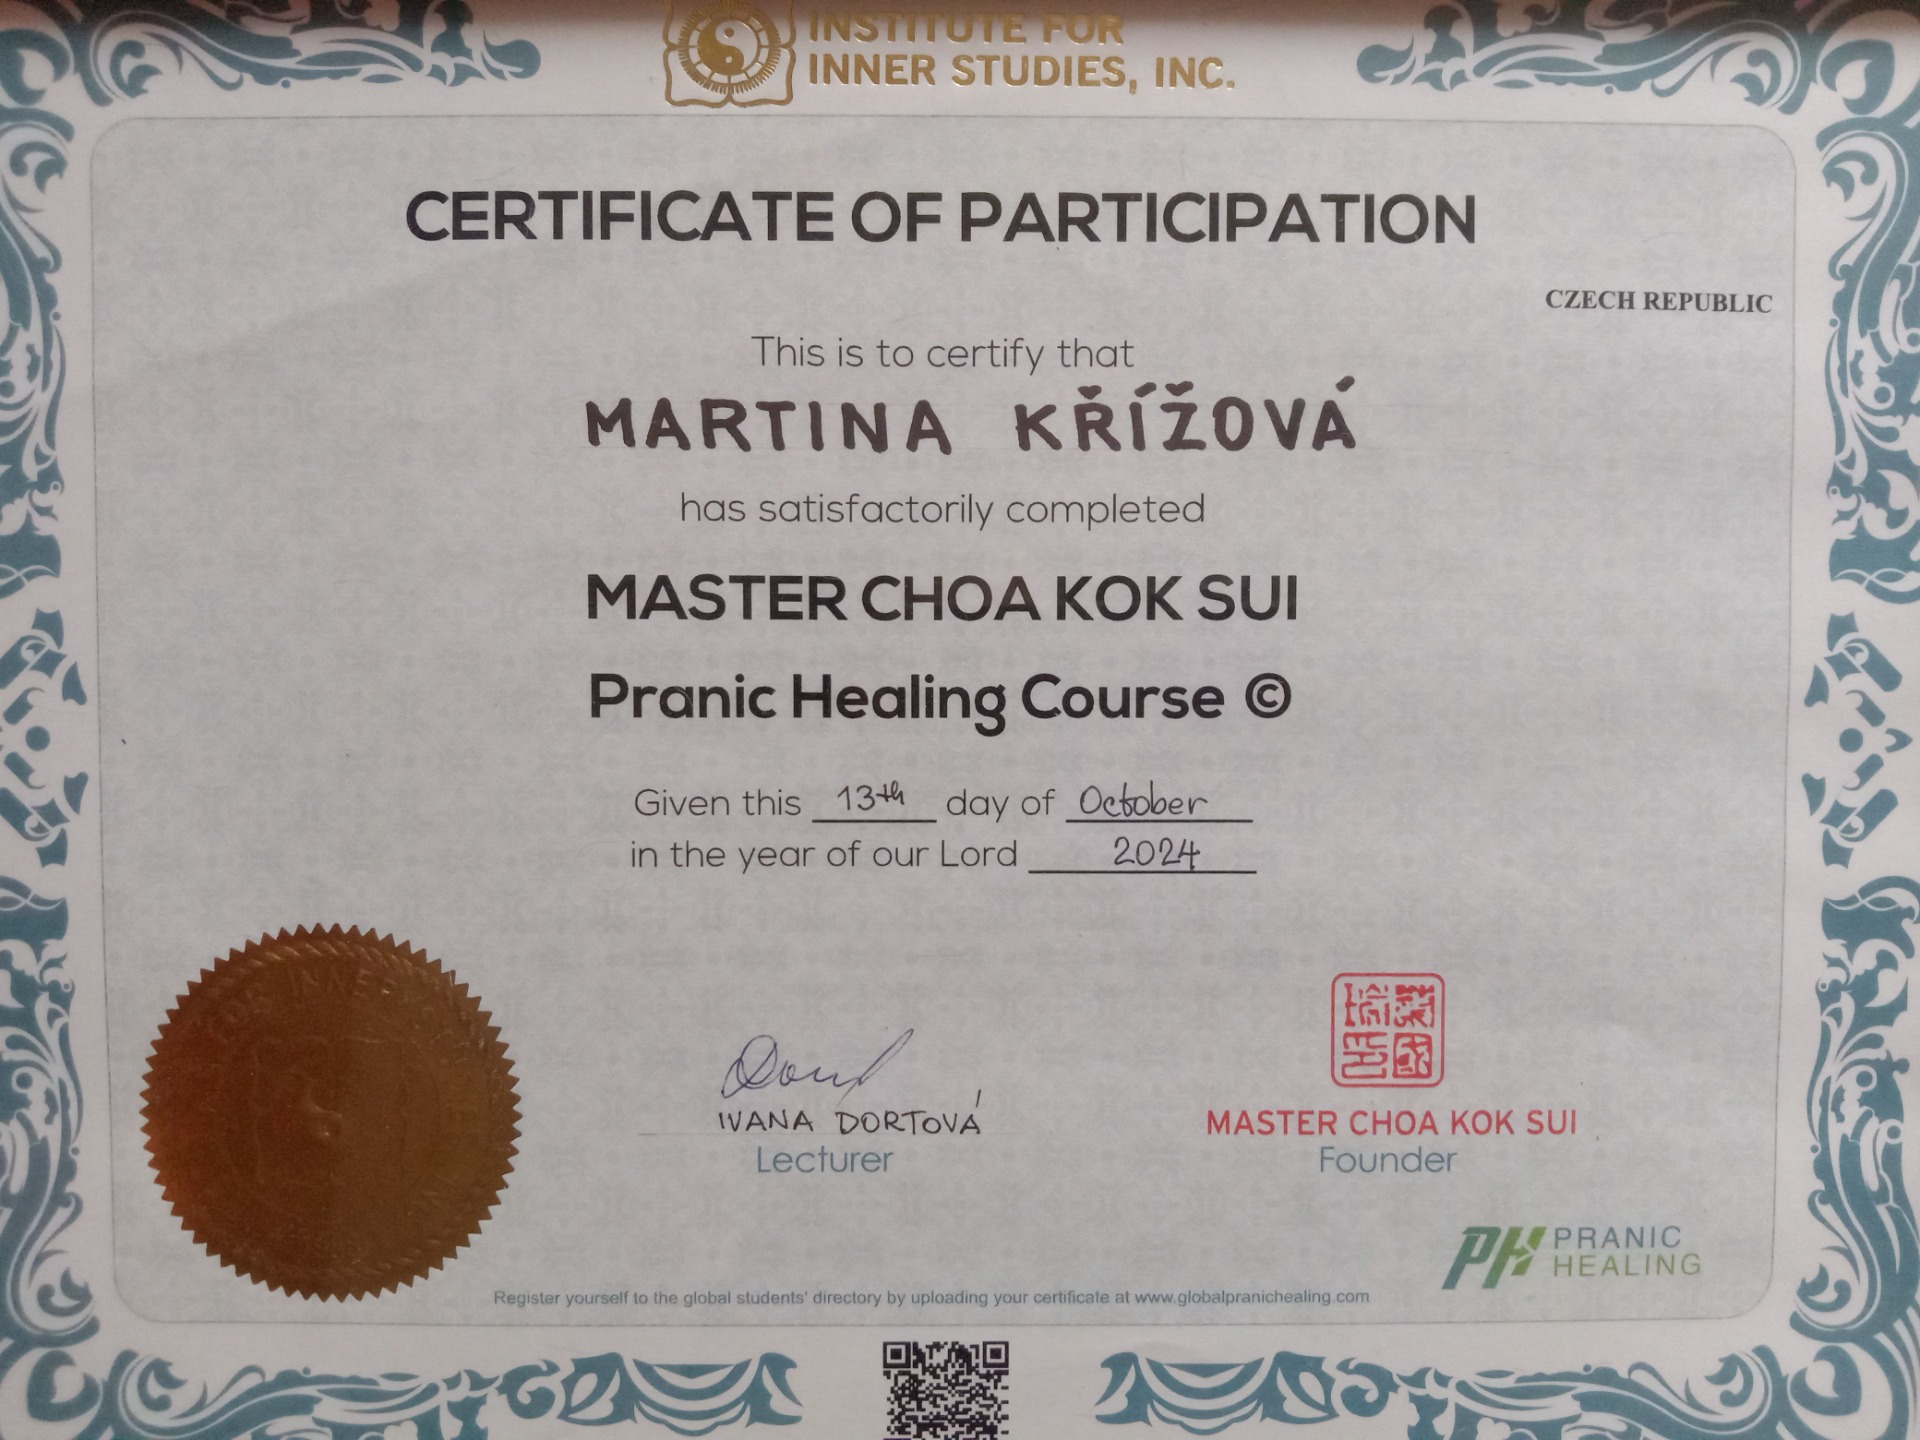 INSTITUTE FOR
INNER STUDIES, INC.
CERTIFICATE OF PARTICIPATION
CZECH REPUBLIC
This is to certify that
MARTINA KŘÍŽOVÁ
has satisfactorily completed
MASTER CHOA KOK SUI
Pranic Healing Course ©
Given this 13th day of October
in the year of our Lord 2024
IVANA DORTOVÁ
Lecturer
MASTER CHOA KOK SUI
Founder
PH PRANIC
HEALING
Register yourself to the global students' directory by uploading your certificate at www.globalpranichealing.com